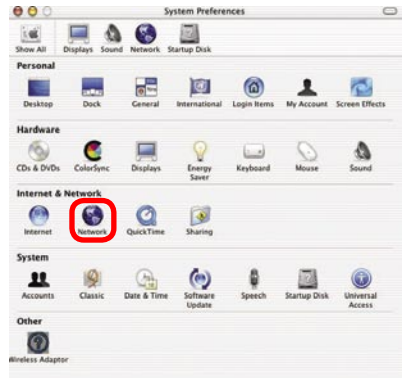 System Preferences
Show All Displays Sound Network Startup Disk
Personal
Desktop Dock General International Login Items My Account Screen Effects
Hardware
CDs & DVDs ColorSync Displays Energy Saver Keyboard Mouse Sound
Internet & Network
Internet Network QuickTime Sharing
System
Accounts Classic Date & Time Software Update Speech Startup Disk Universal Access
Other
Wireless Adaptor